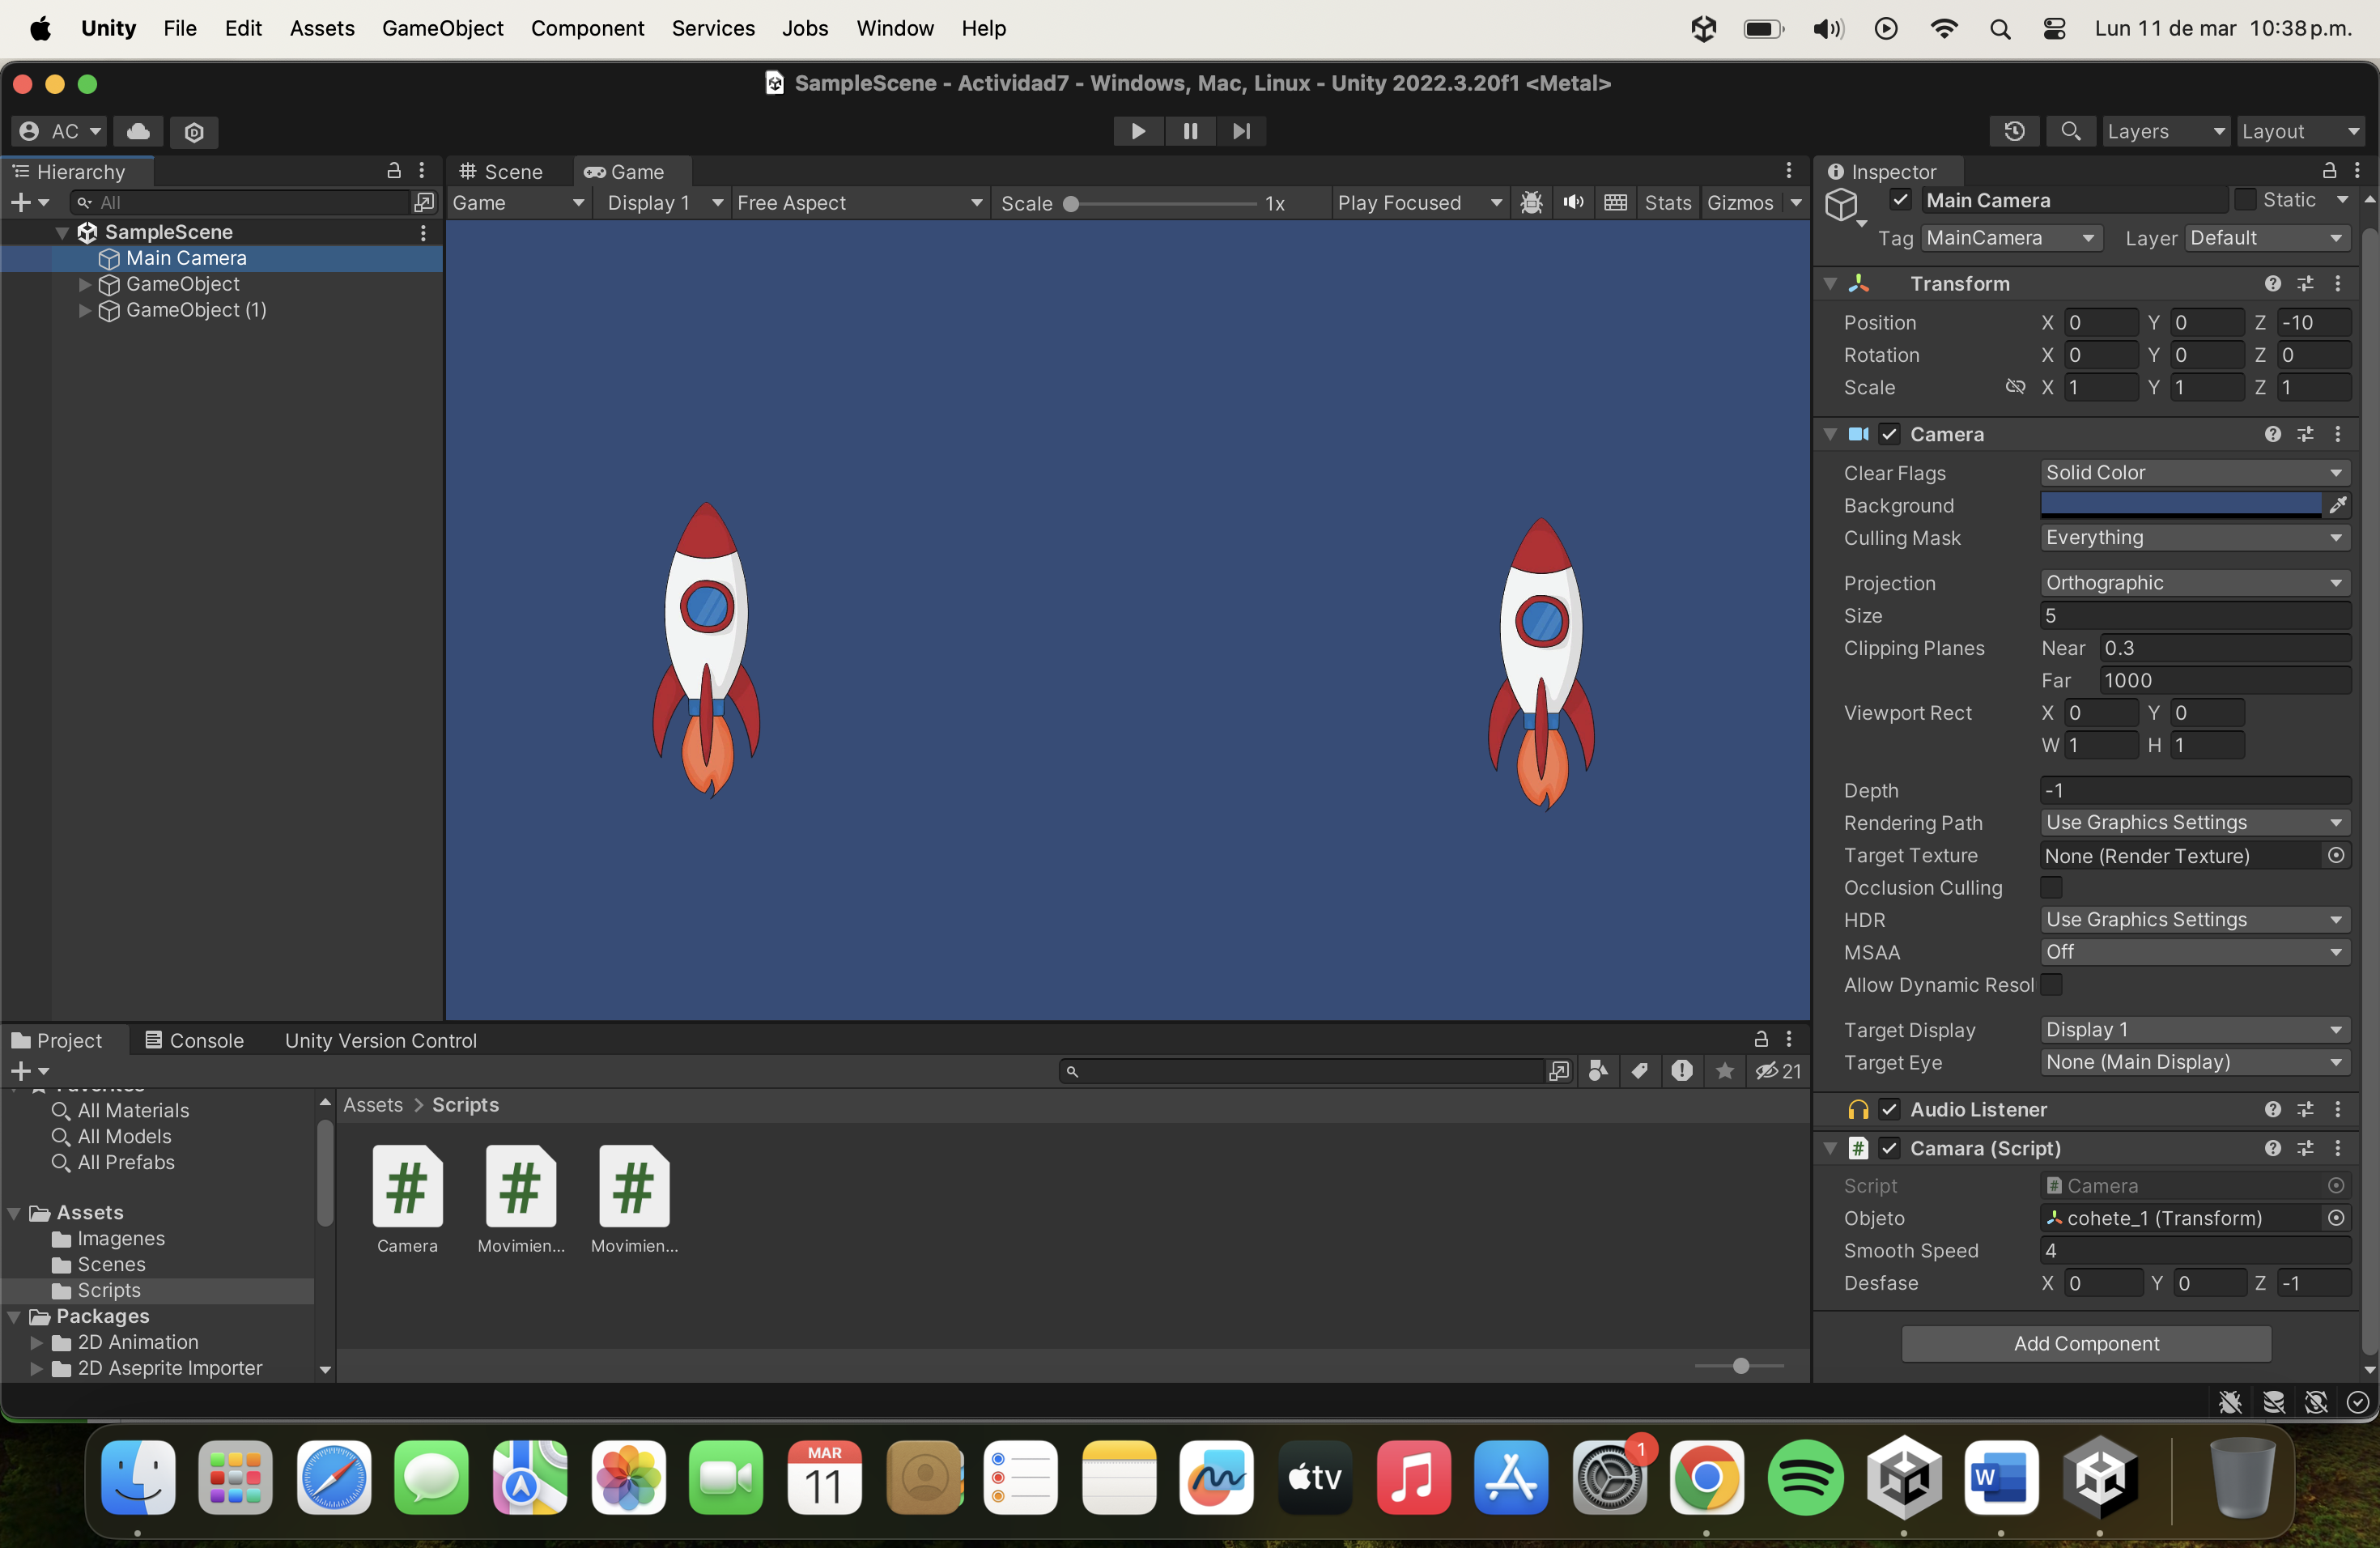 Unity File Edit Assets GameObject Component Services Jobs Window Help Lun 11 de mar 10:38 p.m.
SampleScene - Actividad7 - Windows, Mac, Linux - Unity 2022.3.20f1 <Metal>
AC Layers Layout
Hierarchy Scene Game Inspector
All Game Display 1 Free Aspect Scale 1x Play Focused Stats Gizmos Main Camera Static
Tag MainCamera Layer Default
SampleScene
Main Camera
GameObject
GameObject (1)
Transform
Position X 0 Y 0 Z -10
Rotation X 0 Y 0 Z 0
Scale X 1 Y 1 Z 1
Camera
Clear Flags Solid Color
Background
Culling Mask Everything
Projection Orthographic
Size 5
Clipping Planes Near 0.3
Far 1000
Viewport Rect X 0 Y 0
W 1 H 1
Depth -1
Rendering Path Use Graphics Settings
Target Texture None (Render Texture)
Occlusion Culling
HDR Use Graphics Settings
MSAA Off
Allow Dynamic Resol
Target Display Display 1
Target Eye None (Main Display)
Audio Listener
Camara (Script)
Script Camera
Objeto cohete_1 (Transform)
Smooth Speed 4
Desfase X 0 Y 0 Z -1
Add Component
Project Console Unity Version Control
21
Favorites
All Materials
All Models
All Prefabs
Assets
Imagenes
Scenes
Scripts
Packages
2D Animation
2D Aseprite Importer
Assets > Scripts
Camera Movimien... Movimien...
MAR
11
tv
1
W